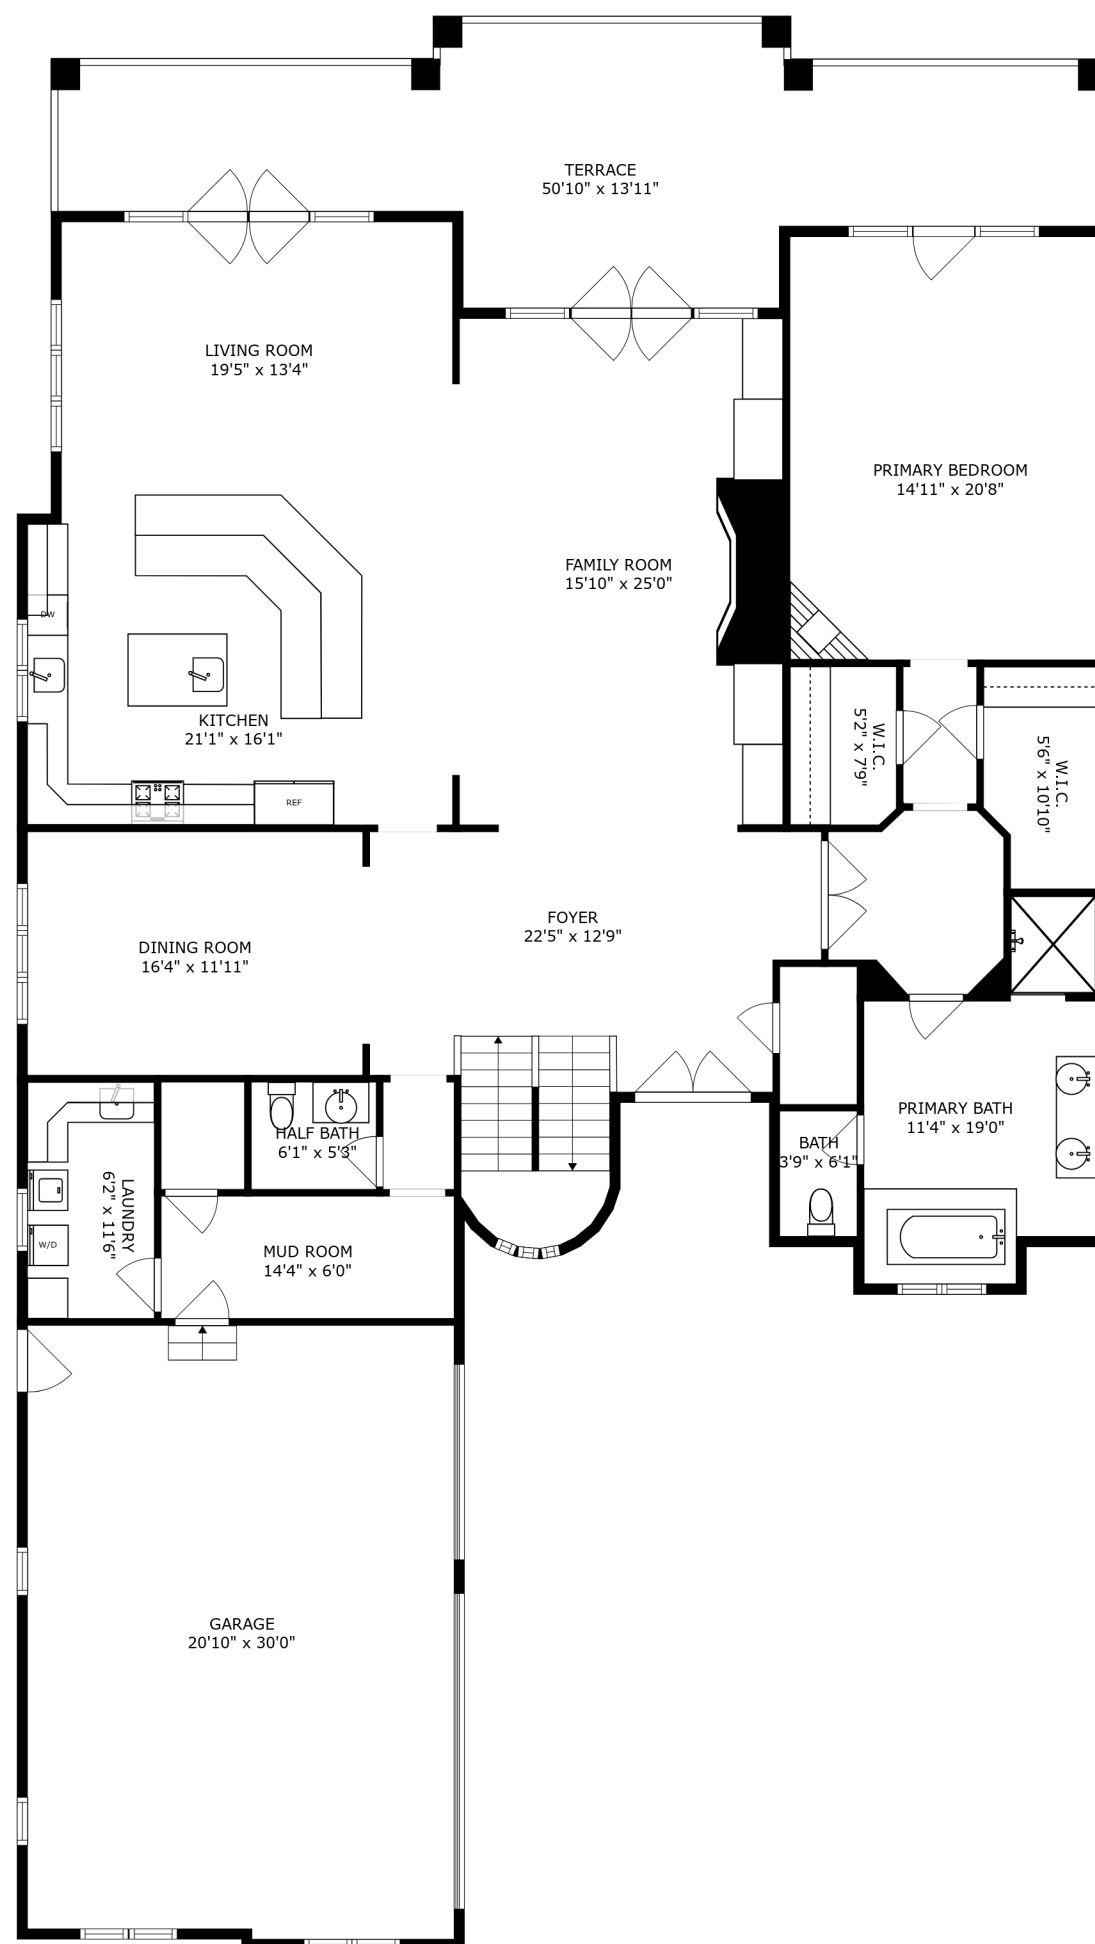 TERRACE
50'10" x 13'11"
LIVING ROOM
19'5" x 13'4"
PRIMARY BEDROOM
14'11" x 20'8"
FAMILY ROOM
15'10" x 25'0"
DW
KITCHEN
21'1" x 16'1"
REF
W.I.C.
5'2" x 7'9"
W.I.C.
5'6" x 10'10"
FOYER
22'5" x 12'9"
DINING ROOM
16'4" x 11'11"
PRIMARY BATH
11'4" x 19'0"
HALF BATH
6'1" x 5'3"
BATH
3'9" x 6'1"
LAUNDRY
6'2" x 11'6"
W/D
MUD ROOM
14'4" x 6'0"
GARAGE
20'10" x 30'0"